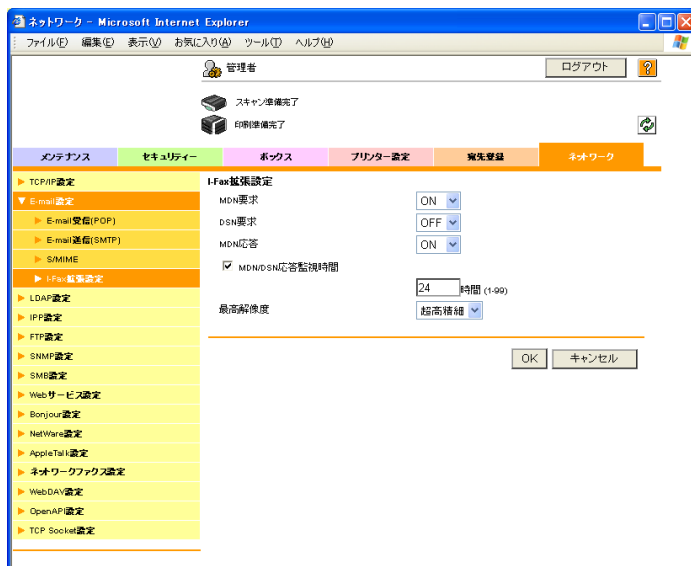 ネットワーク - Microsoft Internet Explorer
ファイル(F) 編集(E) 表示(V) お気に入り(A) ツール(T) ヘルプ(H)
管理者
ログアウト
?
スキャン準備完了
印刷準備完了
メンテナンス セキュリティー ボックス プリンター設定 宛先登録 ネットワーク
TCP/IP設定
E-mail設定
E-mail受信(POP)
E-mail送信(SMTP)
S/MIME
I-Fax拡張設定
LDAP設定
IPP設定
FTP設定
SNMP設定
SMB設定
Webサービス設定
Bonjour設定
NetWare設定
AppleTalk設定
ネットワークファクス設定
WebDAV設定
OpenAPI設定
TCP Socket設定
I-Fax拡張設定
MDN要求 ON
DSN要求 OFF
MDN応答 ON
MDN/DSN応答監視時間
24 時間 (1-99)
最高解像度 超高精細
OK キャンセル